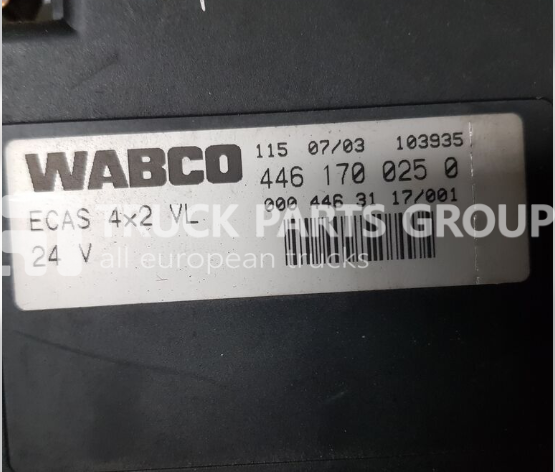 WABCO
115 07/03 103935
446 170 025 0
000 446 31 17/001
ECAS 4x2 VL
24 V
TRUCK PARTS GROUP
all european trucks